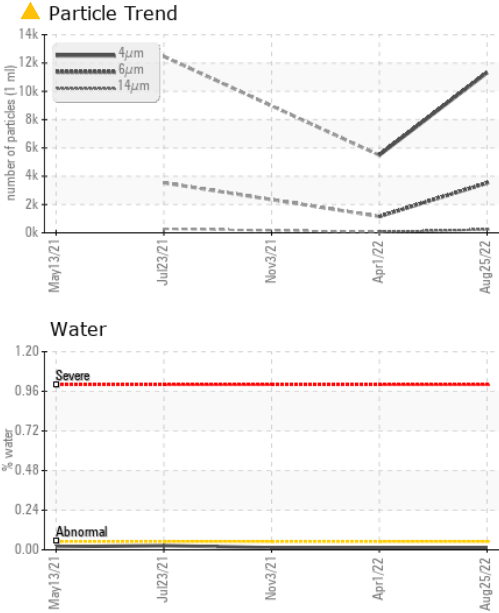 Particle Trend
number of particles (1 ml)
14k
12k
10k
8k
6k
4k
2k
0k
4µm
6µm
14µm
May13/21
Jul23/21
Nov3/21
Apr1/22
Aug25/22
Water
% water
1.20
0.96
0.72
0.48
0.24
0.00
Severe
Abnormal
May13/21
Jul23/21
Nov3/21
Apr1/22
Aug25/22